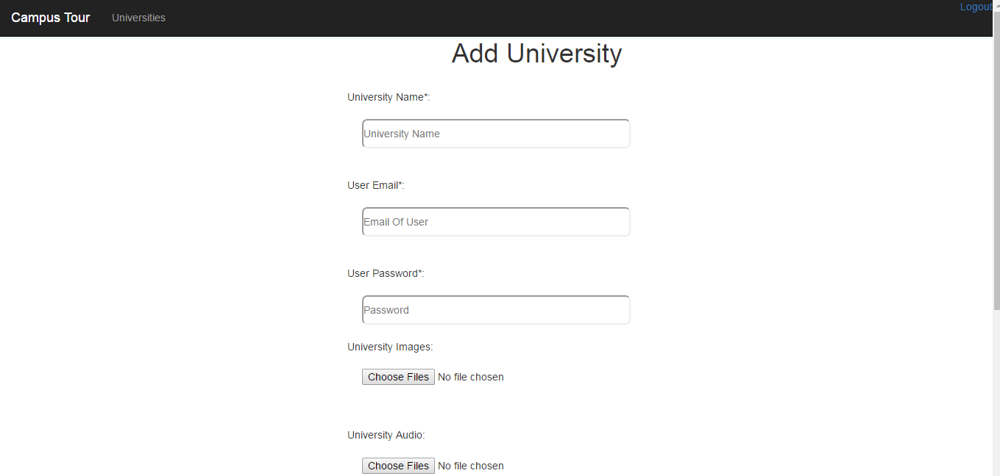 Campus Tour Universities Logout
Add University
University Name*:
University Name
User Email*:
Email Of User
User Password*:
Password
University Images:
Choose Files No file chosen
University Audio:
Choose Files No file chosen